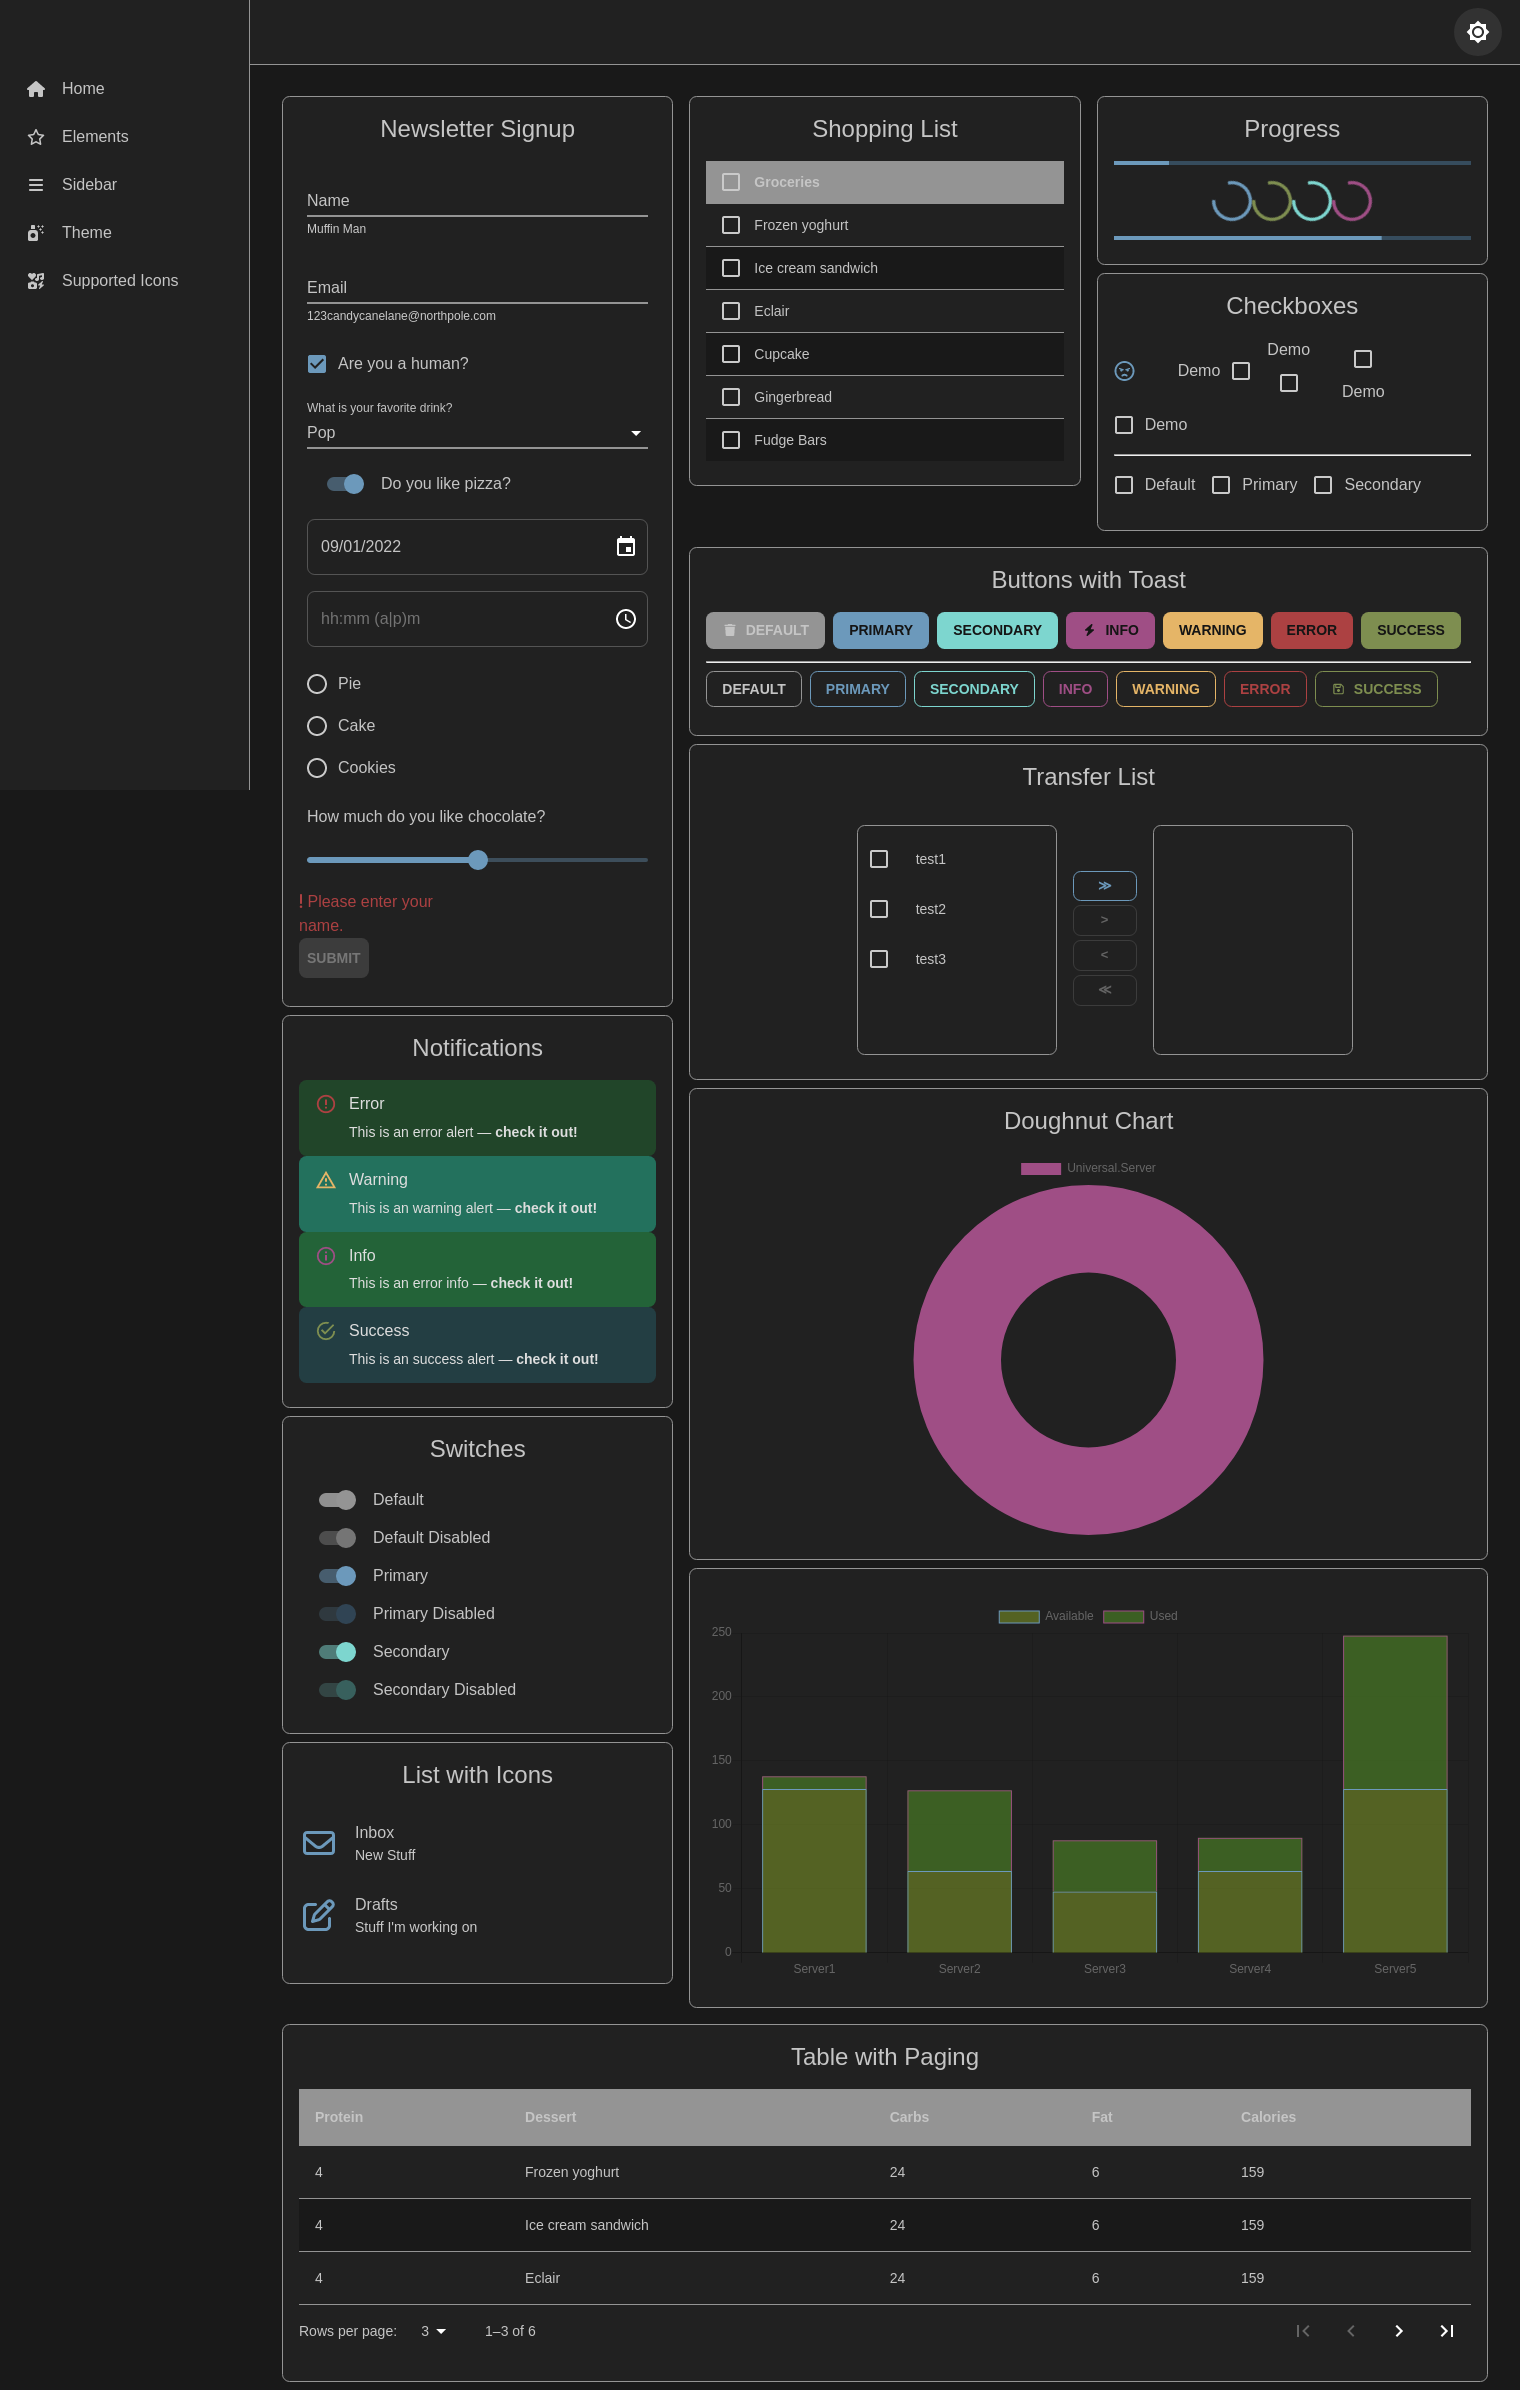 Home
Elements
Sidebar
Theme
Supported Icons
Newsletter Signup
Name
Muffin Man
Email
123candycanelane@northpole.com
Are you a human?
What is your favorite drink?
Pop
Do you like pizza?
09/01/2022
hh:mm (a|p)m
Pie
Cake
Cookies
How much do you like chocolate?
! Please enter your
name.
SUBMIT
Notifications
Error
This is an error alert — check it out!
Warning
This is an warning alert — check it out!
Info
This is an error info — check it out!
Success
This is an success alert — check it out!
Switches
Default
Default Disabled
Primary
Primary Disabled
Secondary
Secondary Disabled
List with Icons
Inbox
New Stuff
Drafts
Stuff I'm working on
Shopping List
Groceries
Frozen yoghurt
Ice cream sandwich
Eclair
Cupcake
Gingerbread
Fudge Bars
Progress
Checkboxes
Demo
Demo
Demo
Demo
Default Primary Secondary
Buttons with Toast
DEFAULT PRIMARY SECONDARY INFO WARNING ERROR SUCCESS
DEFAULT PRIMARY SECONDARY INFO WARNING ERROR SUCCESS
Transfer List
test1
test2
test3
≫
>
<
≪
Doughnut Chart
Universal.Server
Available Used
250
200
150
100
50
0
Server1 Server2 Server3 Server4 Server5
Table with Paging
Protein Dessert Carbs Fat Calories
4 Frozen yoghurt 24 6 159
4 Ice cream sandwich 24 6 159
4 Eclair 24 6 159
Rows per page: 3 1–3 of 6